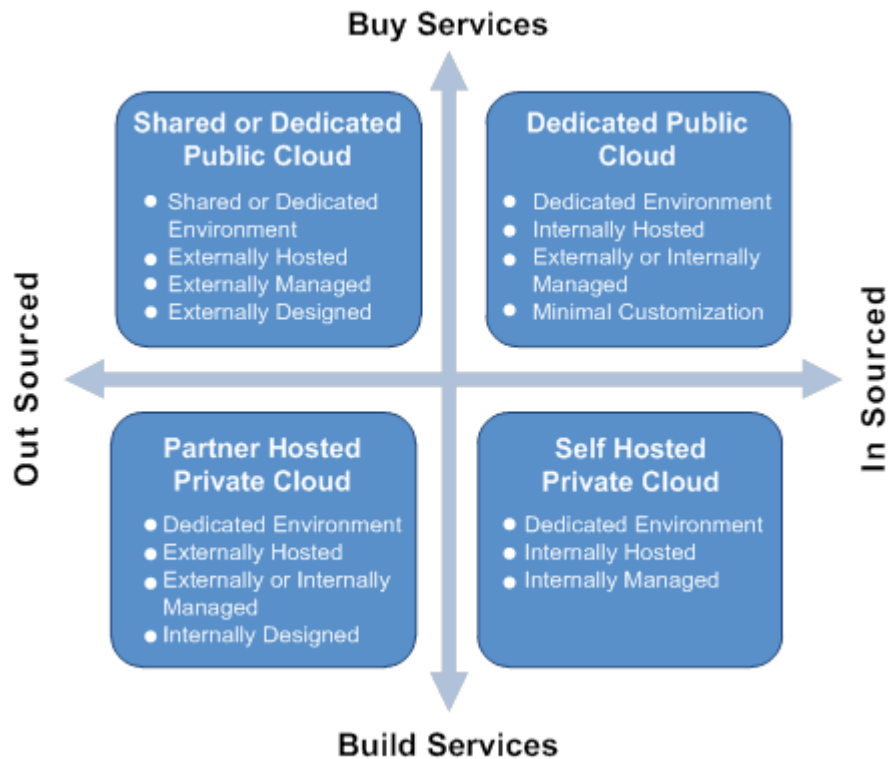 Buy Services
Shared or Dedicated
Public Cloud
● Shared or Dedicated
Environment
● Externally Hosted
● Externally Managed
● Externally Designed
Dedicated Public
Cloud
● Dedicated Environment
● Internally Hosted
● Externally or Internally
Managed
● Minimal Customization
Out Sourced
In Sourced
Partner Hosted
Private Cloud
● Dedicated Environment
● Externally Hosted
● Externally or Internally
Managed
● Internally Designed
Self Hosted
Private Cloud
● Dedicated Environment
● Internally Hosted
● Internally Managed
Build Services